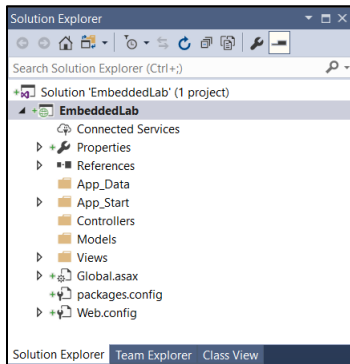 Solution Explorer
Search Solution Explorer (Ctrl+;)
Solution 'EmbeddedLab' (1 project)
EmbeddedLab
Connected Services
Properties
References
App_Data
App_Start
Controllers
Models
Views
Global.asax
packages.config
Web.config
Solution Explorer Team Explorer Class View